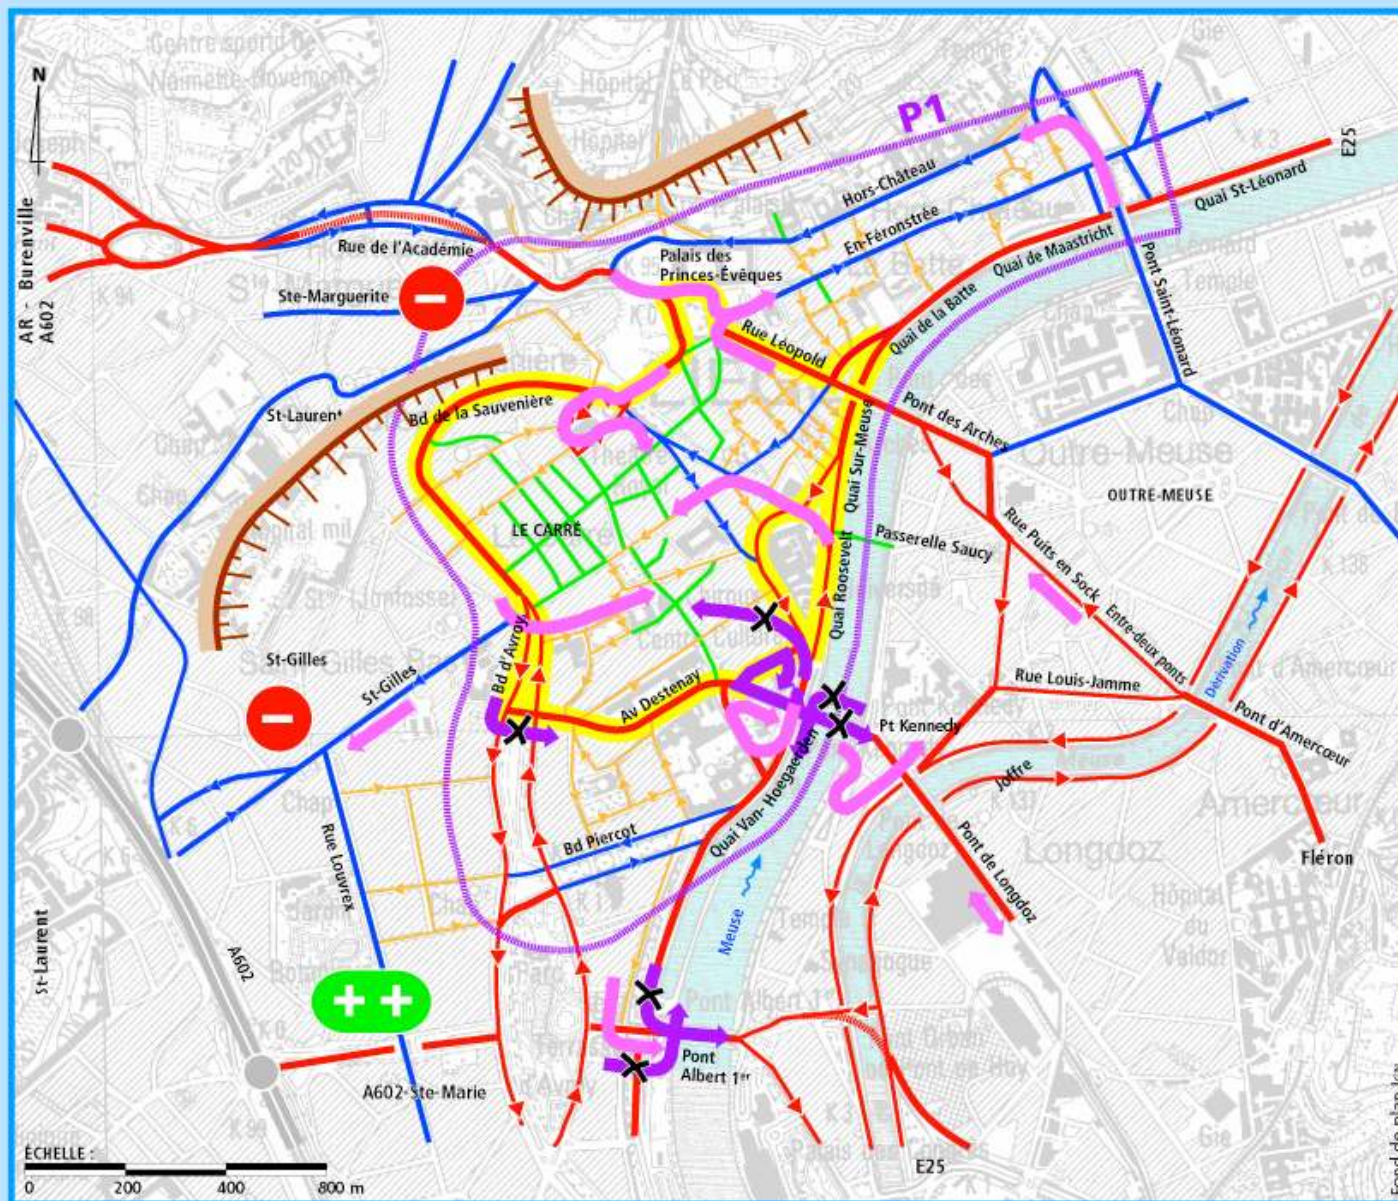 N
P1
E25
Quai St-Léonard
Hors-Château
En-Féronstrée
Quai de Maastricht
AR - Burenville
A602
Rue de l'Académie
Palais des
Princes-Évêques
Ste-Marguerite
−
Pont Saint-Léonard
Quai de la Batte
Rue Léopold
St-Laurent
Bd de la Sauvenière
Pont des Arches
Quai Sur-Meuse
OUTRE-MEUSE
LE CARRÉ
Passerelle Saucy
Rue Puits en Sock
Quai Roosevelt
Entre-deux ponts
Dérivation
St-Gilles
−
St-Gilles
Bd d'Avroy
Av Destenay
Rue Louis-Jamme
Pont d'Amercœur
Pt Kennedy
Joffre
Quai Van-Hoegaerden
Bd Piercot
Rue Louvrex
Pont de Longdoz
Fléron
Meuse
St-Laurent
A602
+ +
Pont
Albert 1er
A602-Ste-Marie
E25
ÉCHELLE :
0 200 400 800 m